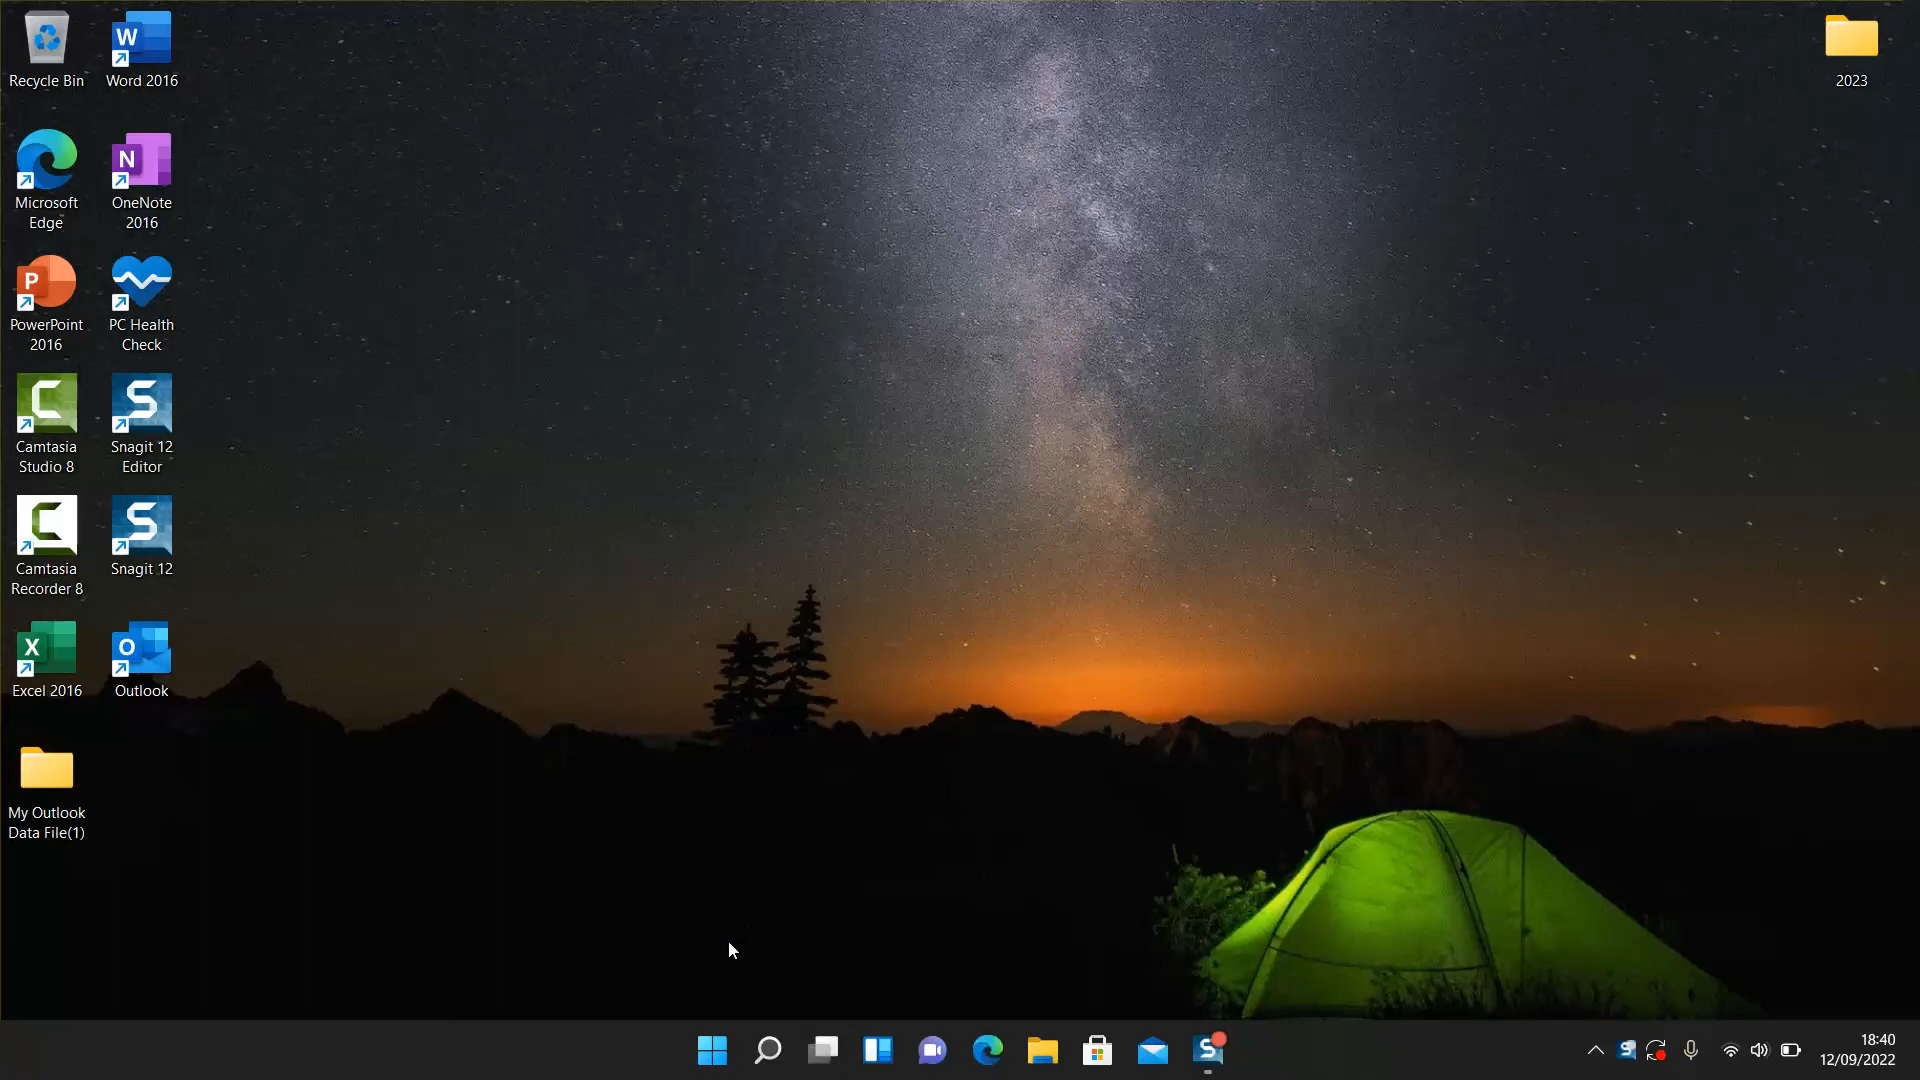 Recycle Bin
Word 2016
2023
Microsoft
Edge
OneNote
2016
PowerPoint
2016
PC Health
Check
Camtasia
Studio 8
Snagit 12
Editor
Camtasia
Recorder 8
Snagit 12
Excel 2016
Outlook
My Outlook
Data File(1)
18:40
12/09/2022